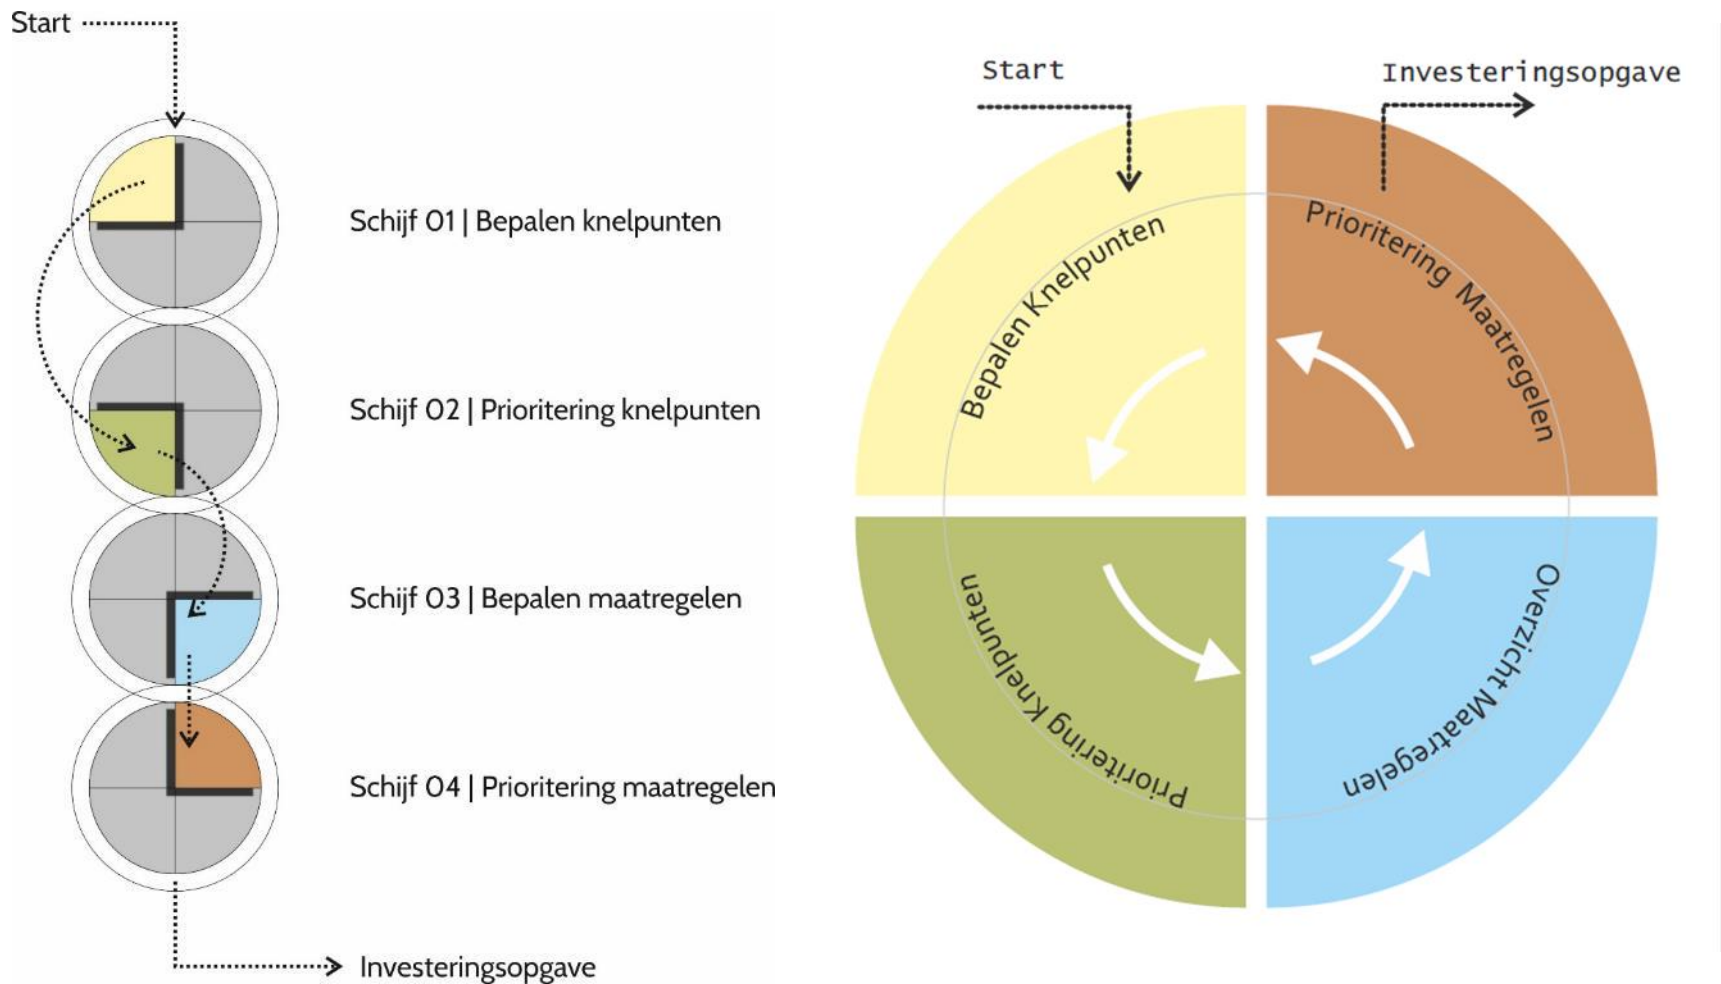 Start
Schijf 01 | Bepalen knelpunten
Schijf 02 | Prioritering knelpunten
Schijf 03 | Bepalen maatregelen
Schijf 04 | Prioritering maatregelen
Investeringsopgave
Start
Investeringsopgave
Bepalen Knelpunten
Prioritering Maatregelen
Prioritering Knelpunten
Overzicht Maatregelen